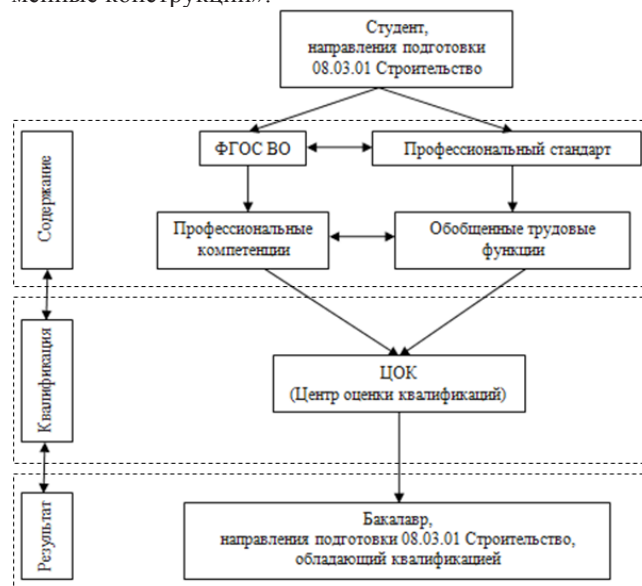 менные конструкции».
Студент,
направления подготовки
08.03.01 Строительство
Содержание
ФГОС ВО
Профессиональный стандарт
Профессиональные
компетенции
Обобщенные трудовые
функции
Квалификация
ЦОК
(Центр оценки квалификаций)
Результат
Бакалавр,
направления подготовки 08.03.01 Строительство,
обладающий квалификацией